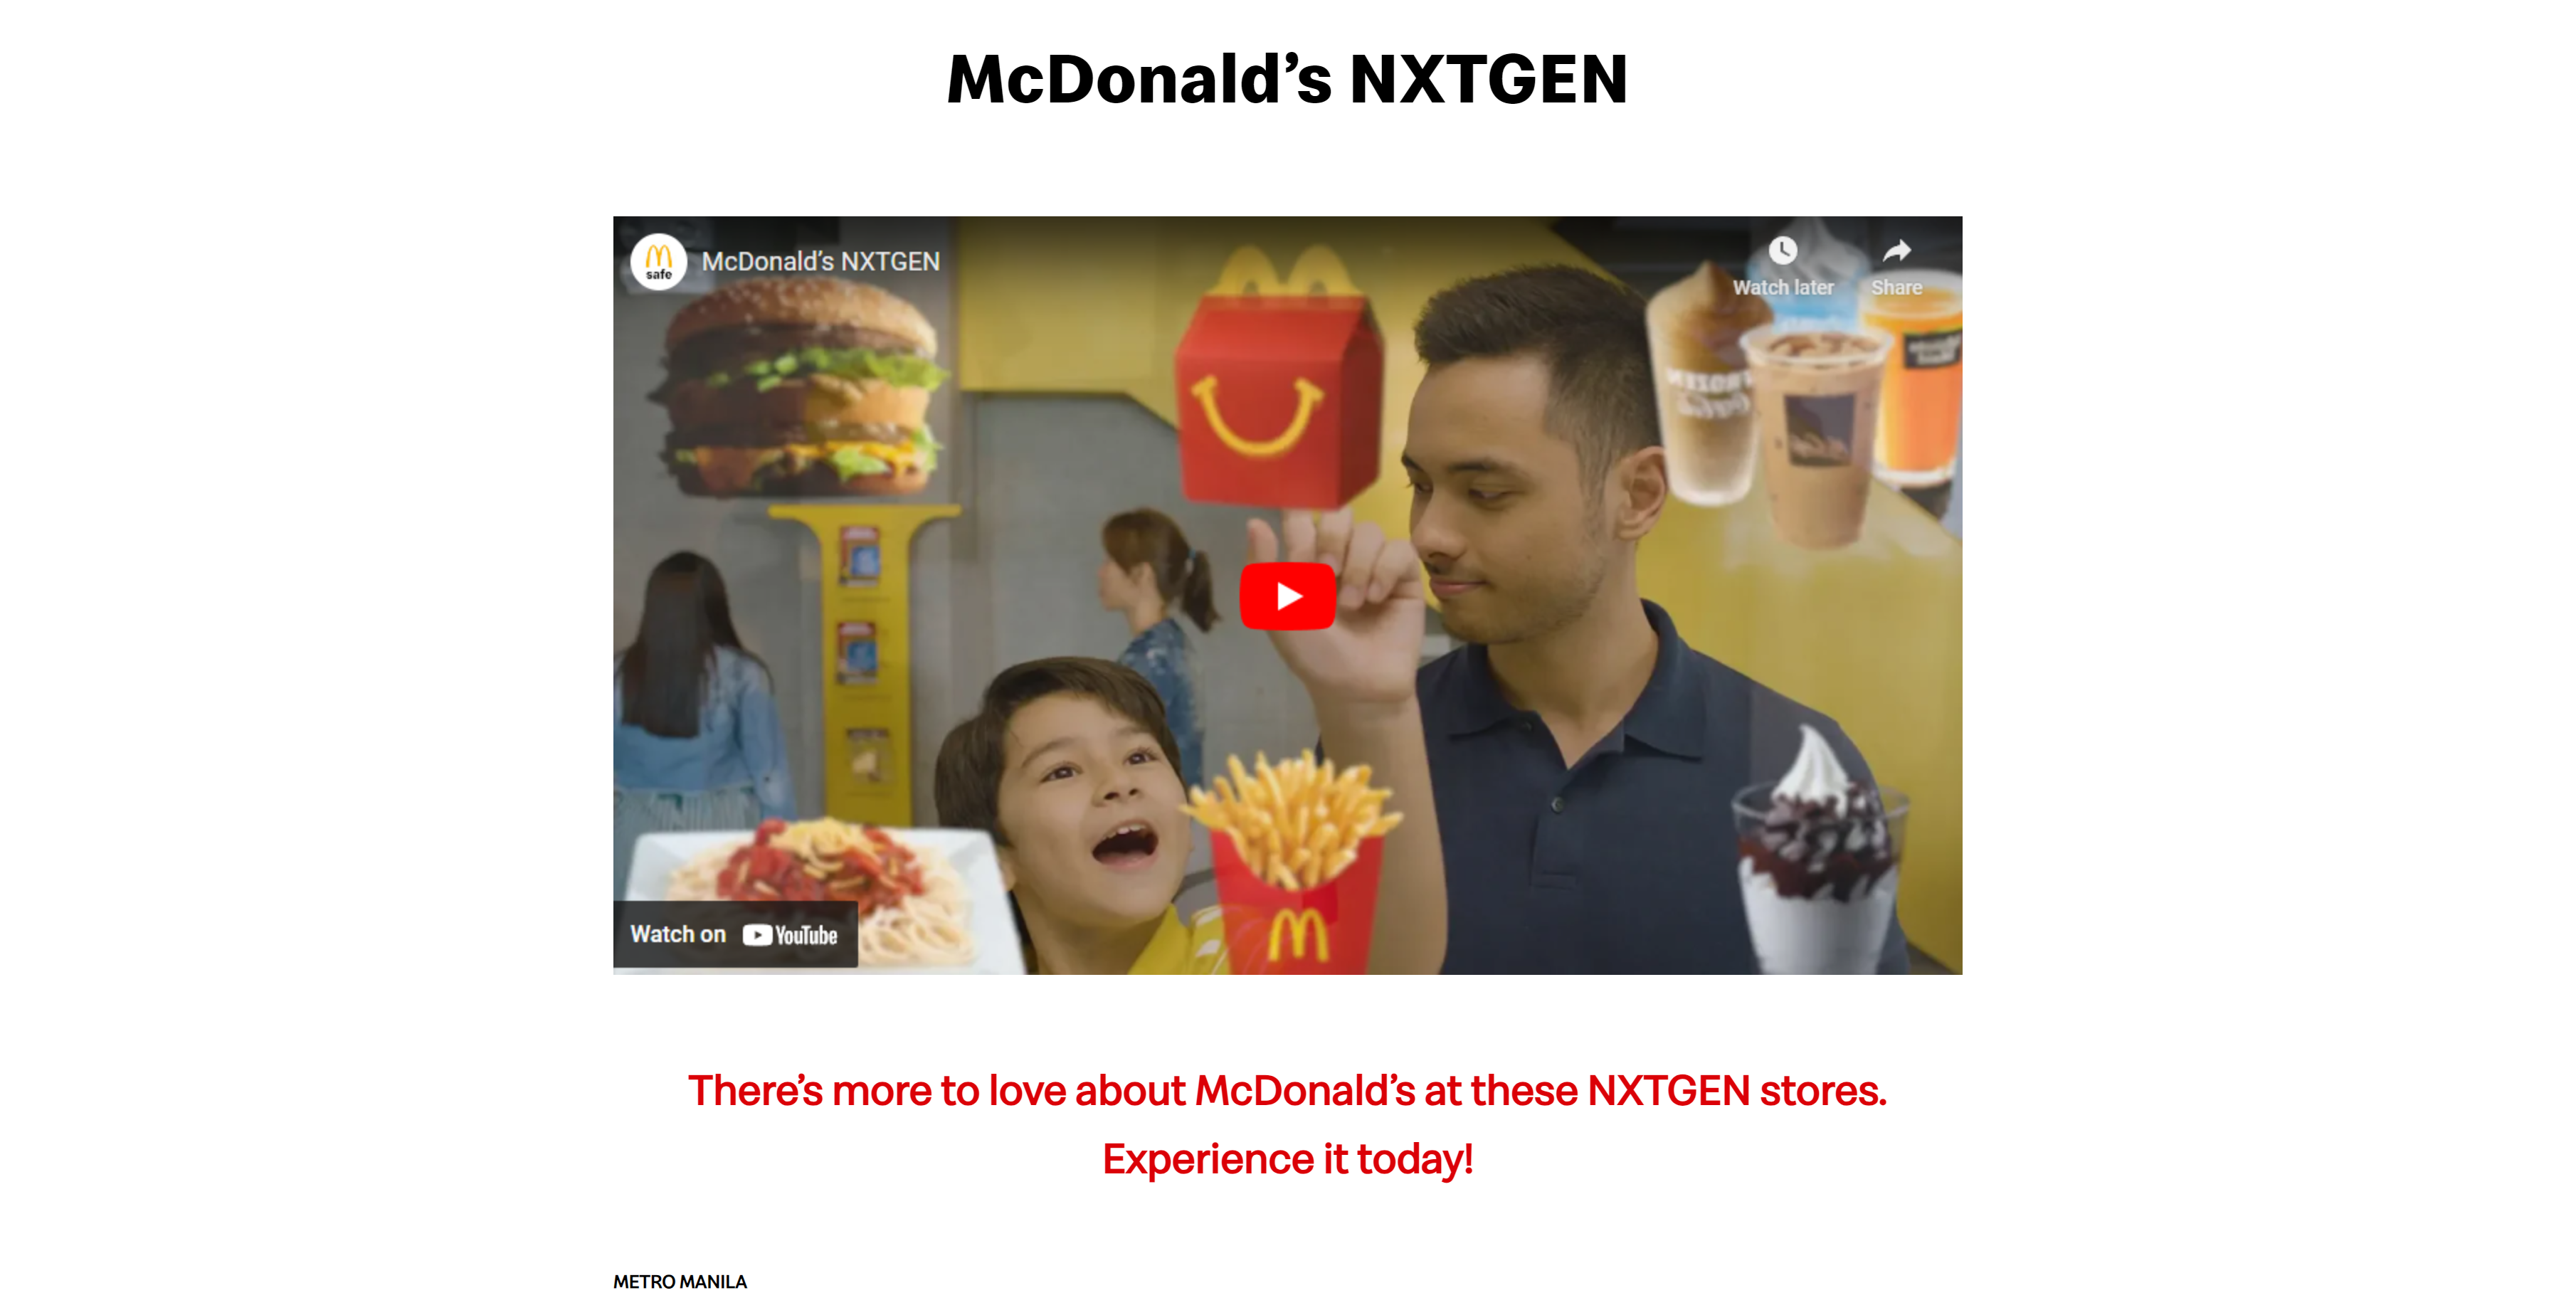 McDonald’s NXTGEN
safe
McDonald’s NXTGEN
Watch later
Share
Watch on YouTube
There’s more to love about McDonald’s at these NXTGEN stores.
Experience it today!
METRO MANILA